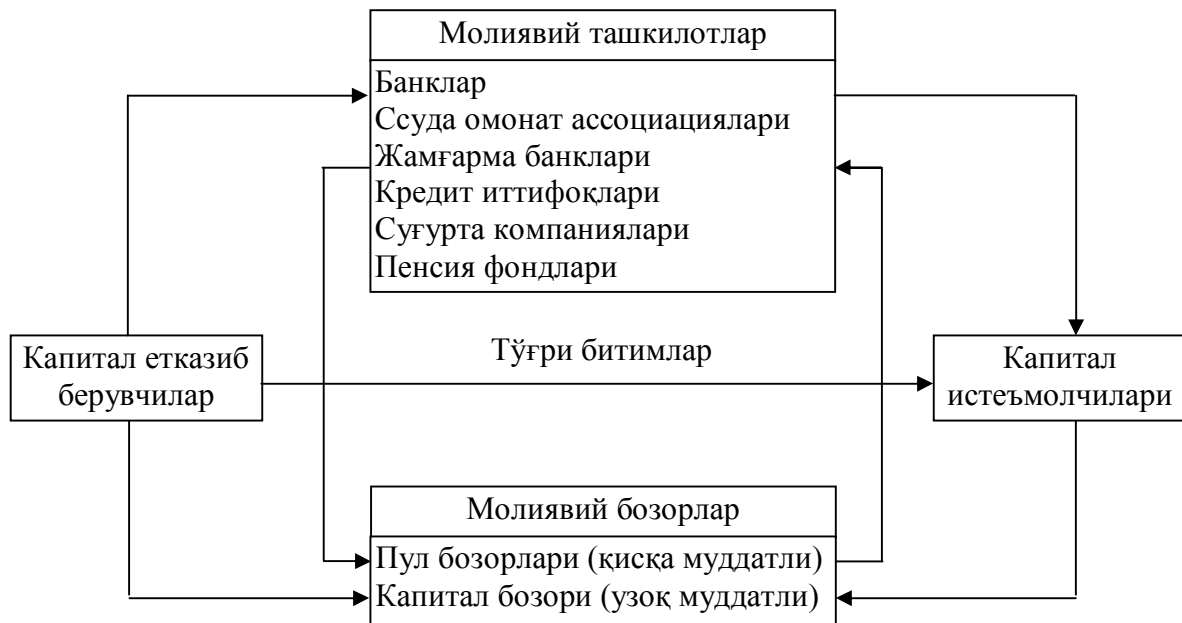 Молиявий ташкилотлар
Банклар
Ссуда омонат ассоциациялари
Жамғарма банклари
Кредит иттифоқлари
Суғурта компаниялари
Пенсия фондлари
Капитал етказиб
берувчилар
Тўғри битимлар
Капитал
истеъмолчилари
Молиявий бозорлар
Пул бозорлари (қисқа муддатли)
Капитал бозори (узоқ муддатли)